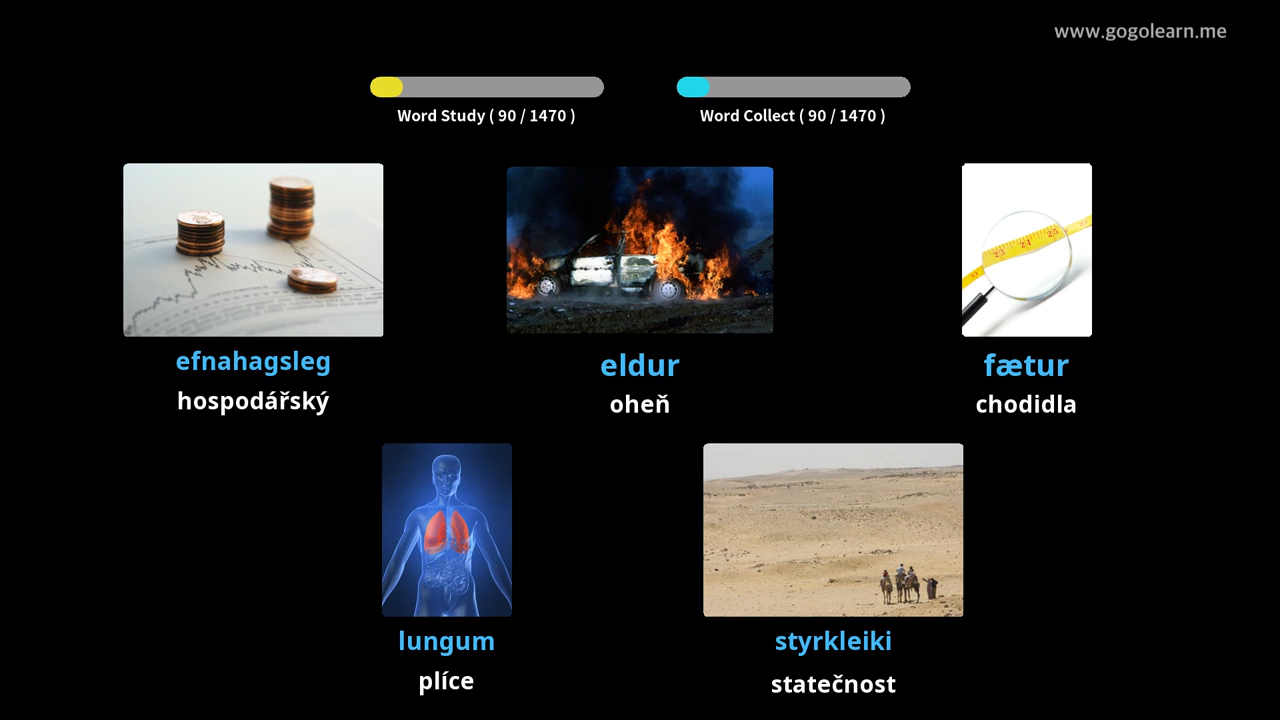 www.gogolearn.me
Word Study ( 90 / 1470 )
Word Collect ( 90 / 1470 )
efnahagsleg
hospodářský
eldur
oheň
fætur
chodidla
lungum
plíce
styrkleiki
statečnost